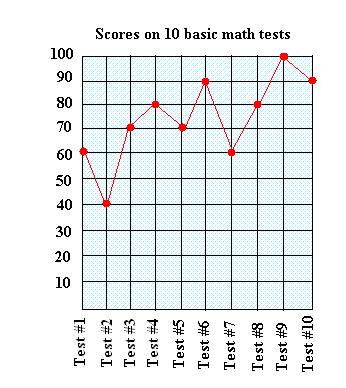 Scores on 10 basic math tests
100
90
80
70
60
50
40
30
20
10
Test #1
Test #2
Test #3
Test #4
Test #5
Test #6
Test #7
Test #8
Test #9
Test #10